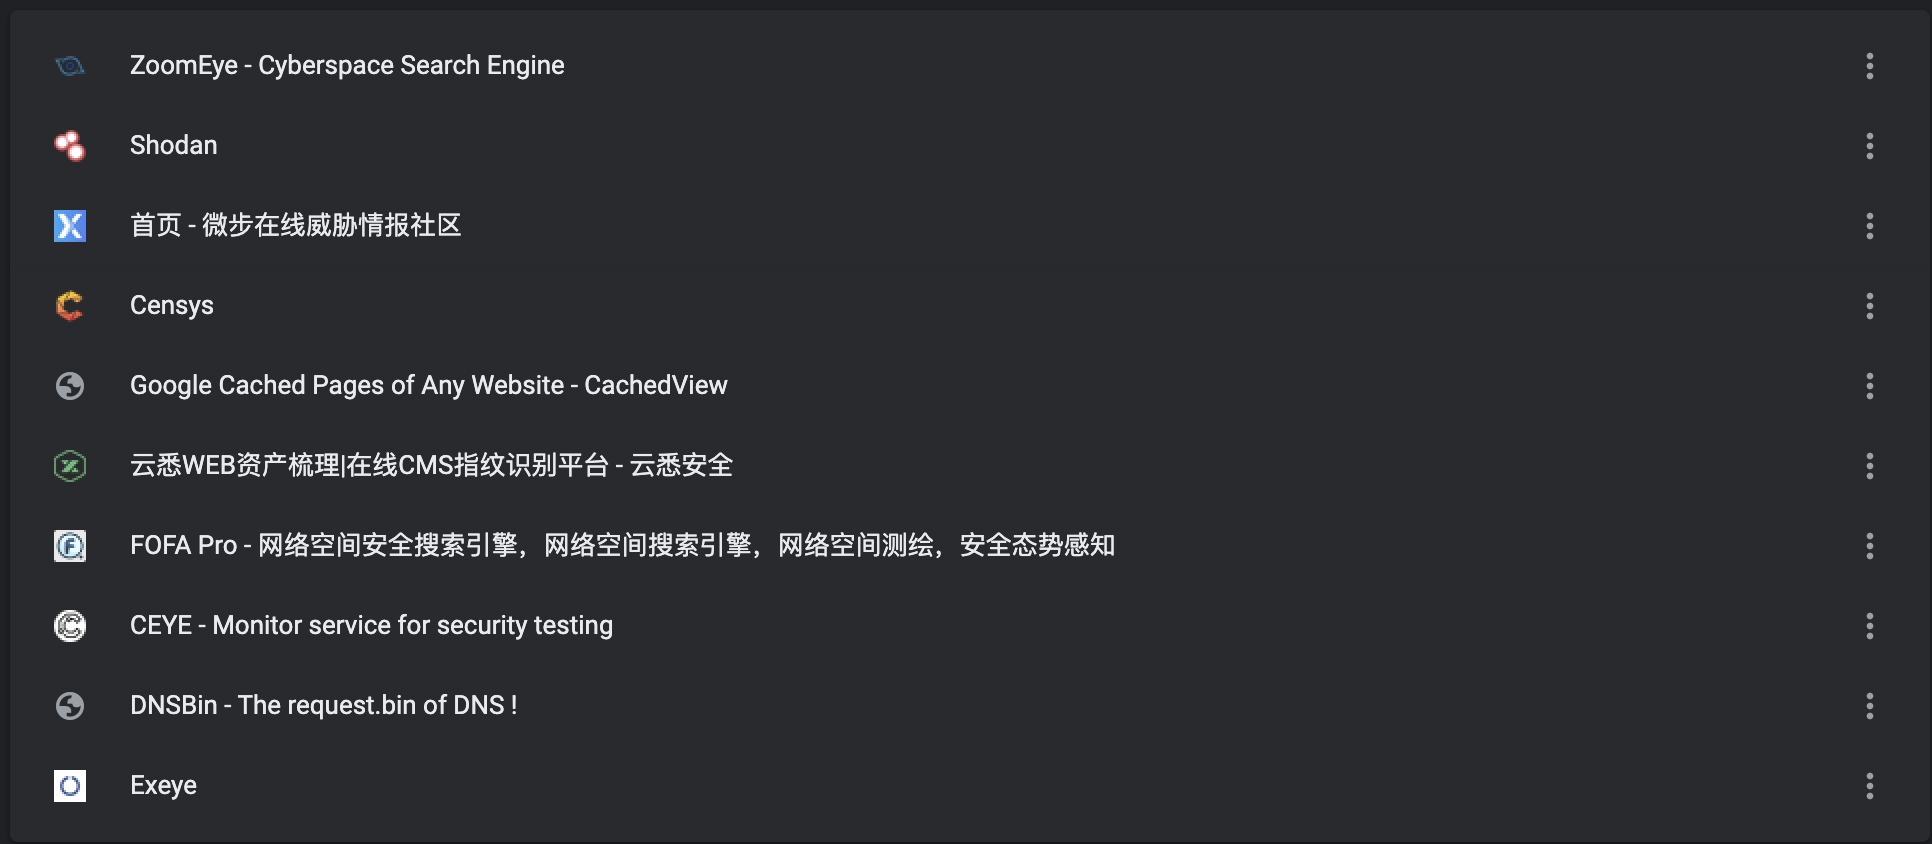 ZoomEye - Cyberspace Search Engine
Shodan
首页 - 微步在线威胁情报社区
Censys
Google Cached Pages of Any Website - CachedView
云悉WEB资产梳理|在线CMS指纹识别平台 - 云悉安全
FOFA Pro - 网络空间安全搜索引擎，网络空间搜索引擎，网络空间测绘，安全态势感知
CEYE - Monitor service for security testing
DNSBin - The request.bin of DNS !
Exeye